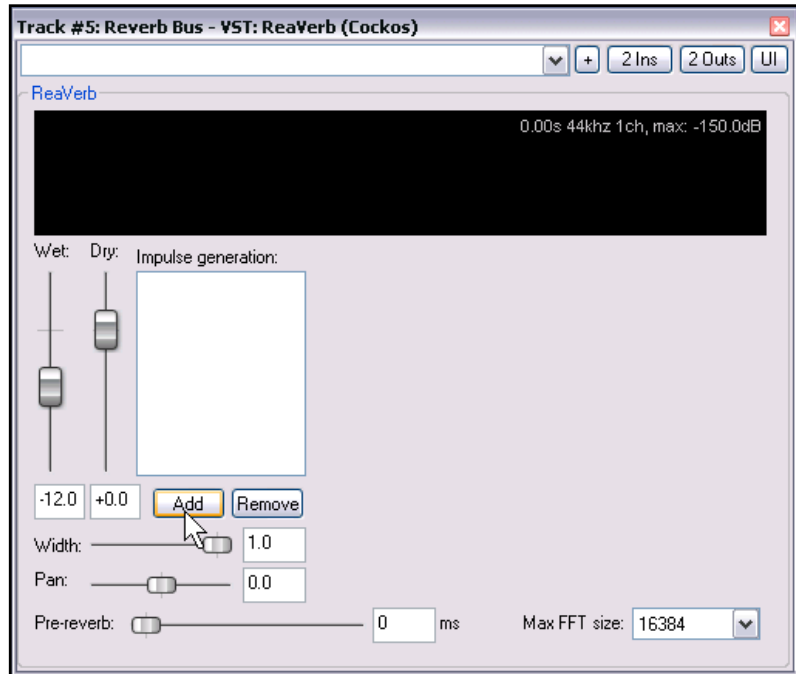 Track #5: Reverb Bus - VST: ReaVerb (Cockos)
+ 2 Ins 2 Outs UI
ReaVerb
0.00s 44khz 1ch, max: -150.0dB
Wet: Dry: Impulse generation:
-12.0 +0.0 Add Remove
Width: 1.0
Pan: 0.0
Pre-reverb: 0 ms Max FFT size: 16384